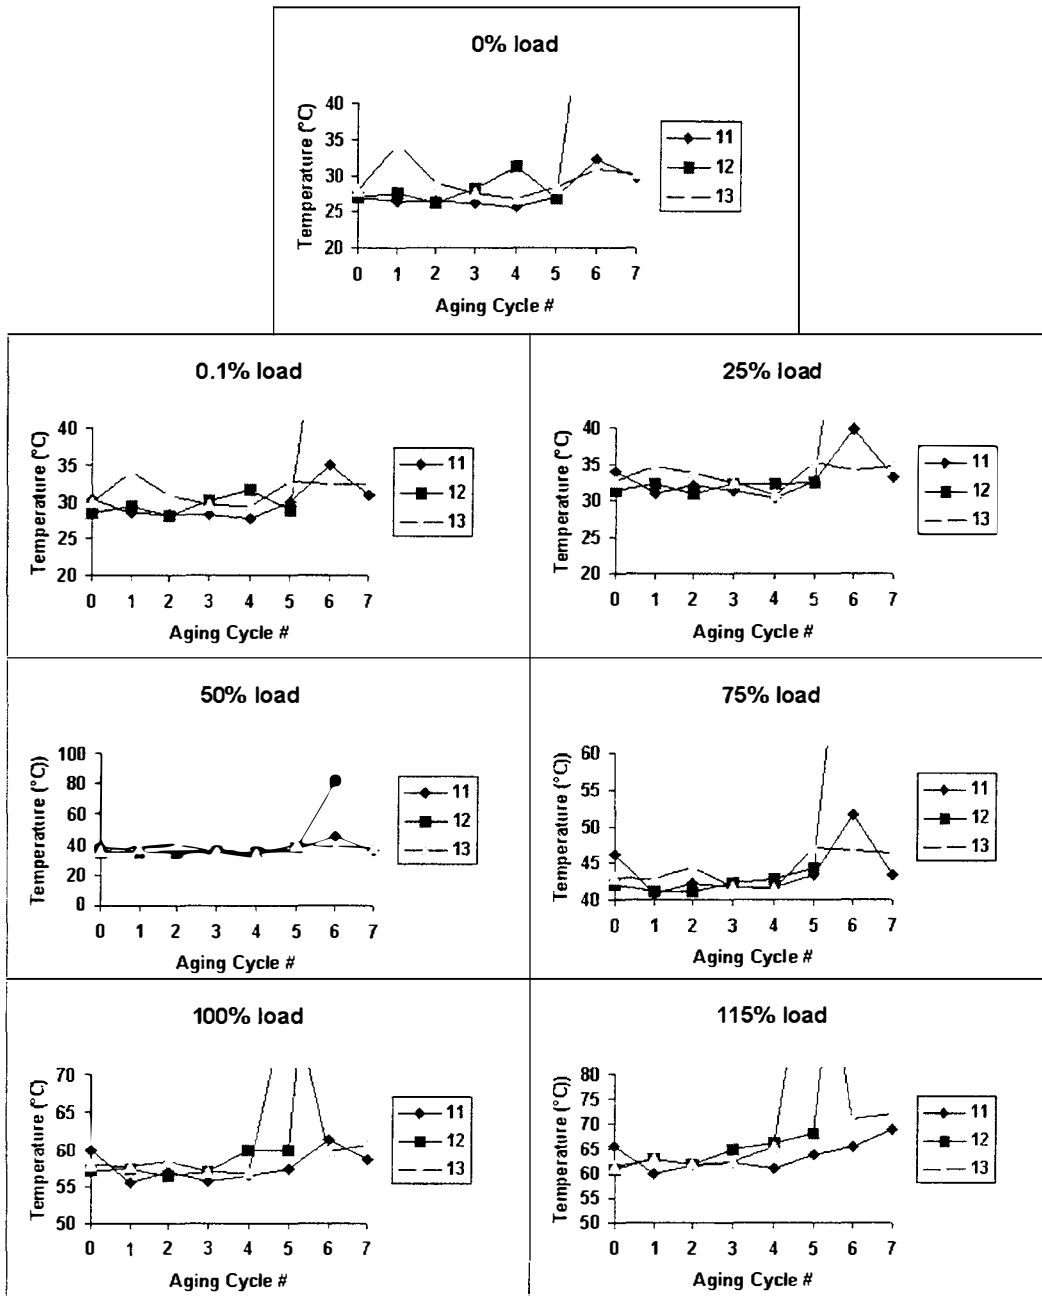 0% load
Temperature (°C)
40
35
30
25
20
0 1 2 3 4 5 6 7
Aging Cycle #
11
12
13
0.1% load
Temperature (°C)
40
35
30
25
20
0 1 2 3 4 5 6 7
Aging Cycle #
11
12
13
25% load
Temperature (°C)
40
35
30
25
20
0 1 2 3 4 5 6 7
Aging Cycle #
11
12
13
50% load
Temperature (°C))
100
80
60
40
20
0
0 1 2 3 4 5 6 7
Aging Cycle #
11
12
13
75% load
Temperature (°C))
60
55
50
45
40
0 1 2 3 4 5 6 7
Aging Cycle #
11
12
13
100% load
Temperature (°C)
70
65
60
55
50
0 1 2 3 4 5 6 7
Aging Cycle #
11
12
13
115% load
Temperature (°C))
80
75
70
65
60
55
50
0 1 2 3 4 5 6 7
Aging Cycle #
11
12
13